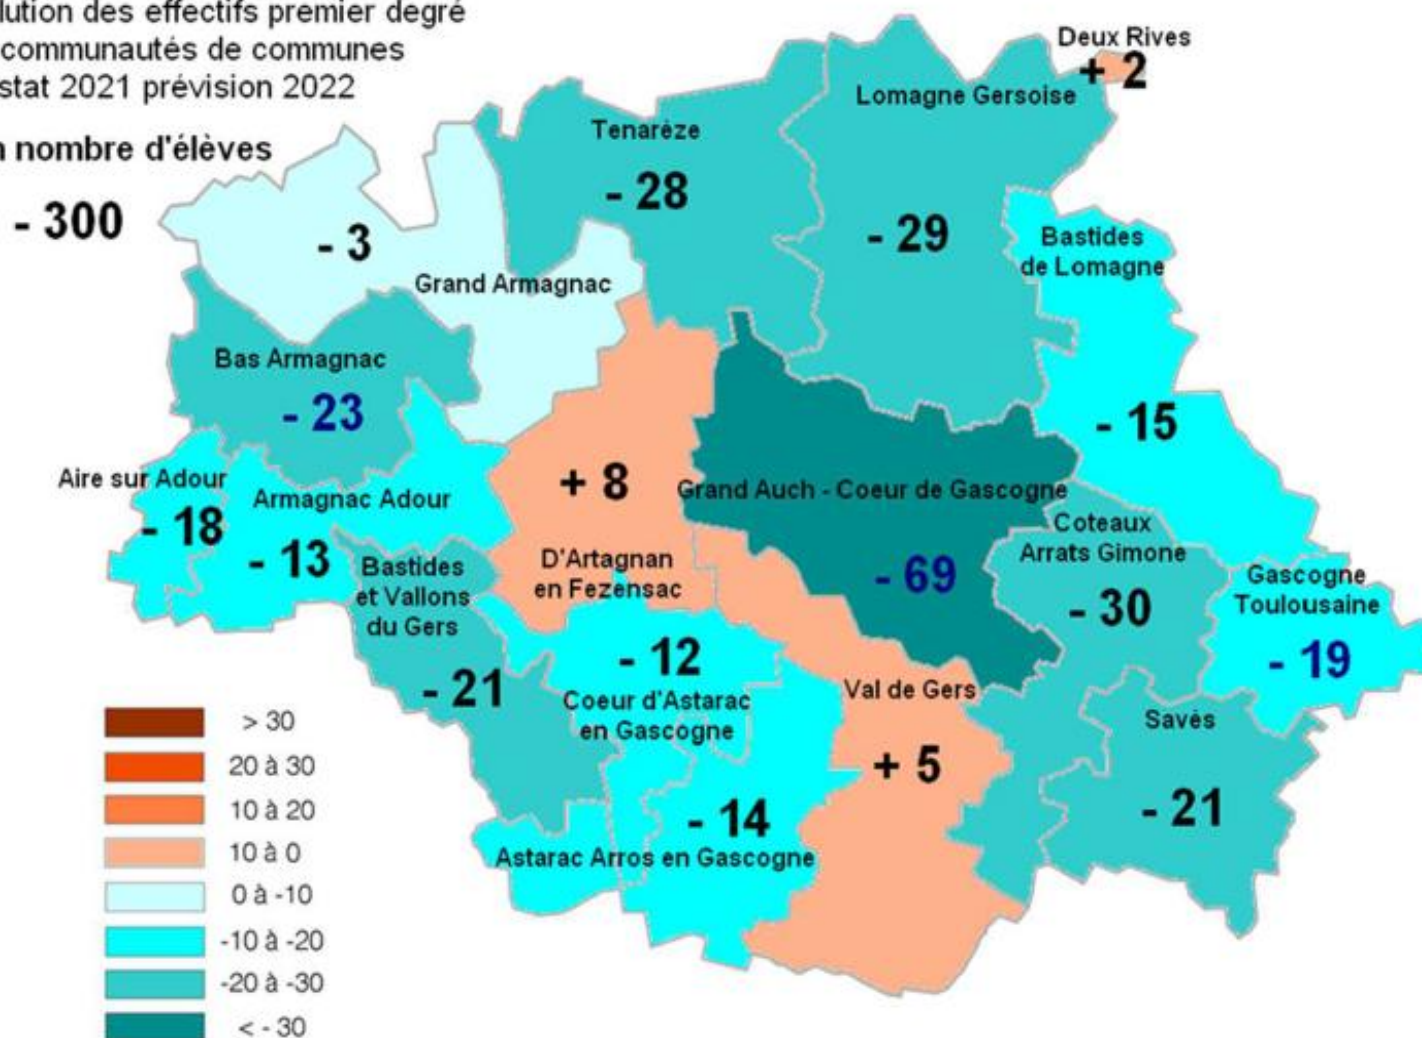 lution des effectifs premier degré
communautés de communes
stat 2021 prévision 2022
n nombre d'élèves
- 300
Deux Rives
+ 2
Lomagne Gersoise
- 29
Tenarèze
- 28
- 3
Grand Armagnac
Bastides
de Lomagne
- 15
Bas Armagnac
- 23
Aire sur Adour
- 18
Armagnac Adour
- 13
+ 8
D'Artagnan
en Fezensac
Grand Auch - Coeur de Gascogne
- 69
Coteaux
Arrats Gimone
- 30
Gascogne
Toulousaine
- 19
Bastides
et Vallons
du Gers
- 21
- 12
Coeur d'Astarac
en Gascogne
Val de Gers
+ 5
Savès
- 21
- 14
Astarac Arros en Gascogne
> 30
20 à 30
10 à 20
10 à 0
0 à -10
-10 à -20
-20 à -30
< - 30